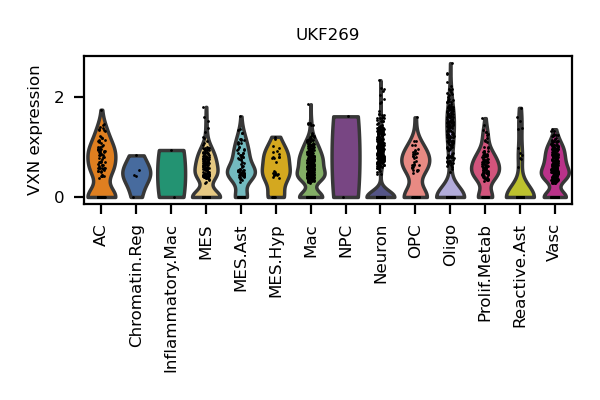 UKF269
VXN expression
2
0
AC
Chromatin.Reg
Inflammatory.Mac
MES
MES.Ast
MES.Hyp
Mac
NPC
Neuron
OPC
Oligo
Prolif.Metab
Reactive.Ast
Vasc